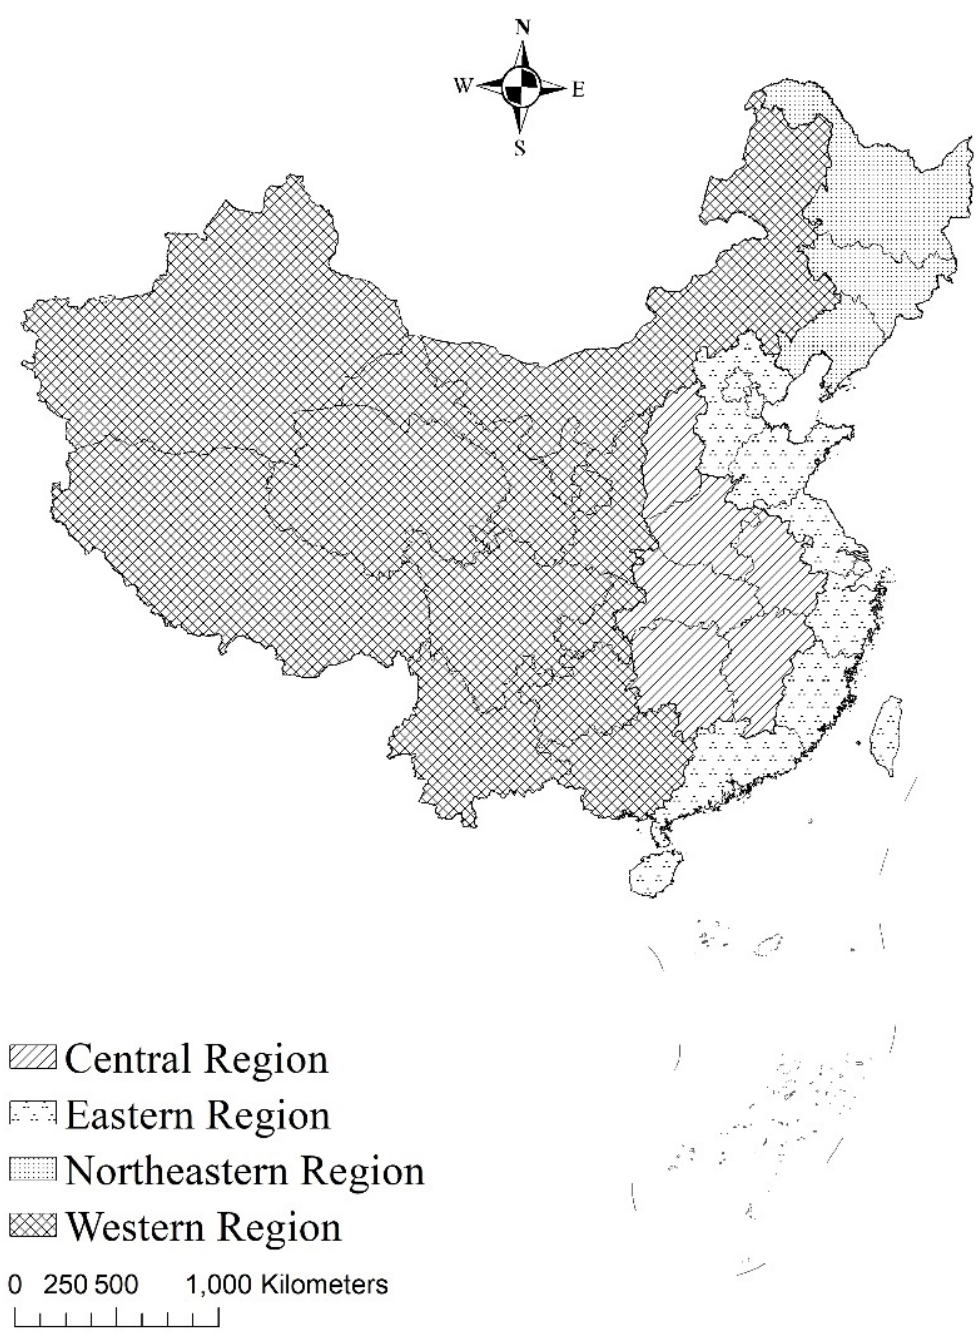 N
W E
S
Central Region
Eastern Region
Northeastern Region
Western Region
0 250 500 1,000 Kilometers